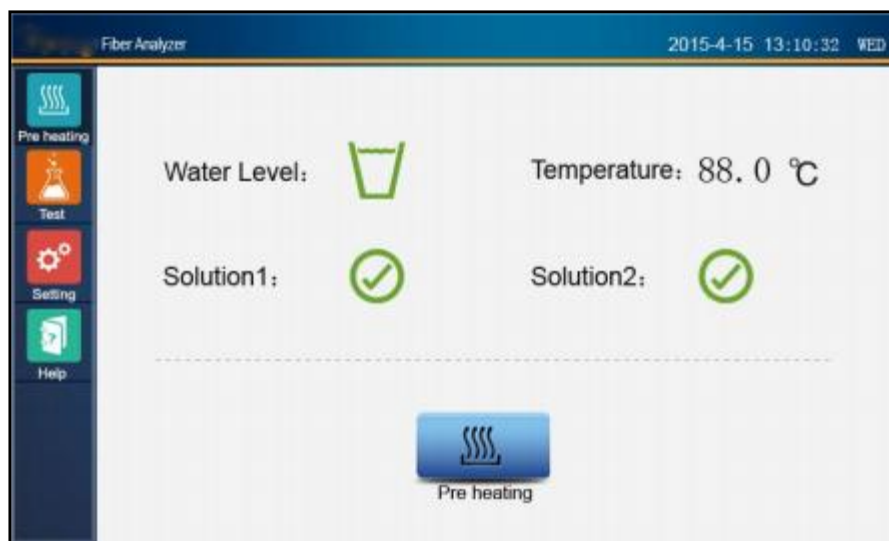 Fiber Analyzer
2015-4-15 13:10:32 WED
Pre heating
Test
Setting
Help
Water Level:
Temperature: 88.0 ℃
Solution1:
Solution2:
Pre heating